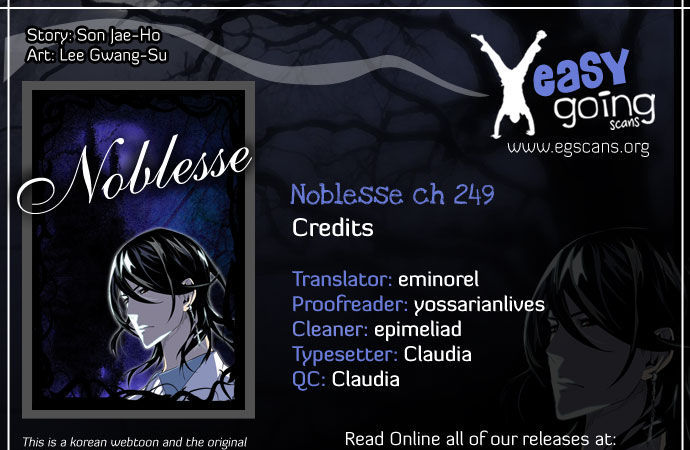 Story: Son Jae-Ho
Art: Lee Gwang-Su
easy
going
scans
www.egscans.org
Noblesse
Noblesse ch 249
Credits
Translator: eminorel
Proofreader: yossarianlives
Cleaner: epimeliad
Typesetter: Claudia
QC: Claudia
This is a korean webtoon and the original
Read Online all of our releases at: